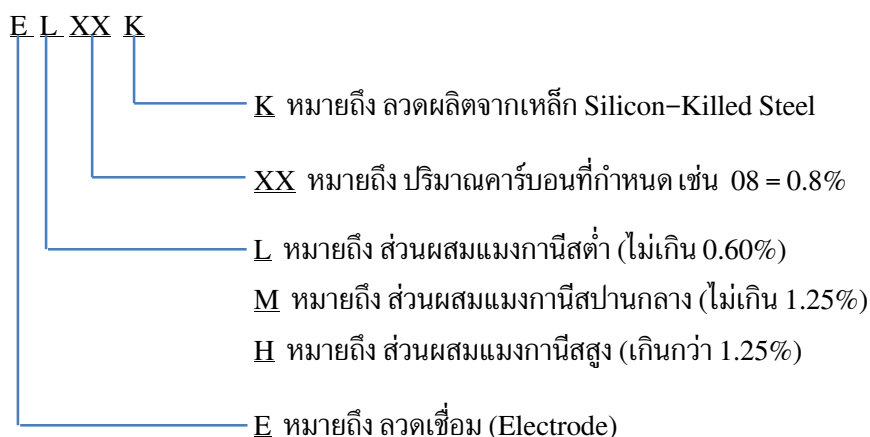 E L XX K
K หมายถึง ลวดผลิตจากเหล็ก Silicon-Killed Steel
XX หมายถึง ปริมาณคาร์บอนที่กำหนด เช่น 08 = 0.8%
L หมายถึง ส่วนผสมแมงกานีสต่ำ (ไม่เกิน 0.60%)
M หมายถึง ส่วนผสมแมงกานีสปานกลาง (ไม่เกิน 1.25%)
H หมายถึง ส่วนผสมแมงกานีสสูง (เกินกว่า 1.25%)
E หมายถึง ลวดเชื่อม (Electrode)